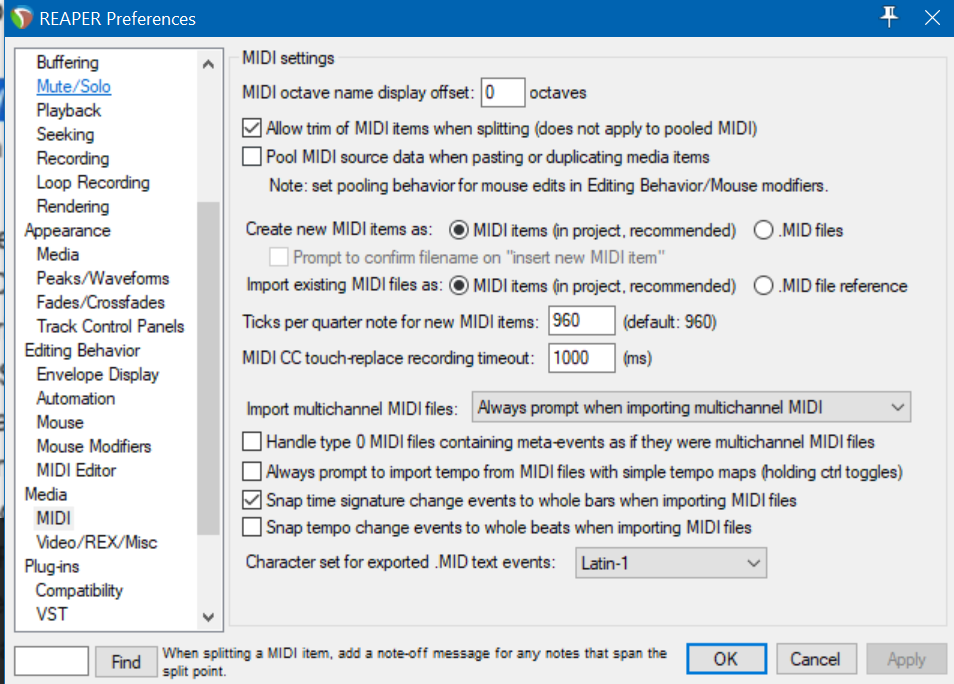 REAPER Preferences
Buffering
Mute/Solo
Playback
Seeking
Recording
Loop Recording
Rendering
Appearance
Media
Peaks/Waveforms
Fades/Crossfades
Track Control Panels
Editing Behavior
Envelope Display
Automation
Mouse
Mouse Modifiers
MIDI Editor
Media
MIDI
Video/REX/Misc
Plug-ins
Compatibility
VST
MIDI settings
MIDI octave name display offset: 0 octaves
Allow trim of MIDI items when splitting (does not apply to pooled MIDI)
Pool MIDI source data when pasting or duplicating media items
Note: set pooling behavior for mouse edits in Editing Behavior/Mouse modifiers.
Create new MIDI items as: MIDI items (in project, recommended) .MID files
Prompt to confirm filename on "insert new MIDI item"
Import existing MIDI files as: MIDI items (in project, recommended) .MID file reference
Ticks per quarter note for new MIDI items: 960 (default: 960)
MIDI CC touch-replace recording timeout: 1000 (ms)
Import multichannel MIDI files: Always prompt when importing multichannel MIDI
Handle type 0 MIDI files containing meta-events as if they were multichannel MIDI files
Always prompt to import tempo from MIDI files with simple tempo maps (holding ctrl toggles)
Snap time signature change events to whole bars when importing MIDI files
Snap tempo change events to whole beats when importing MIDI files
Character set for exported .MID text events: Latin-1
Find
When splitting a MIDI item, add a note-off message for any notes that span the
split point.
OK Cancel Apply